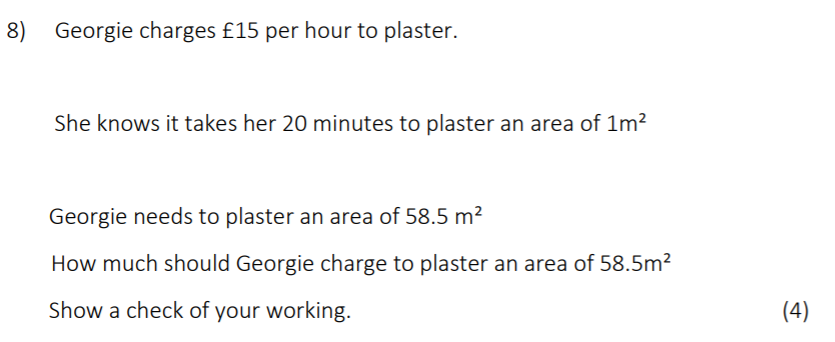 8) Georgie charges £15 per hour to plaster.
She knows it takes her 20 minutes to plaster an area of 1m²
Georgie needs to plaster an area of 58.5 m²
How much should Georgie charge to plaster an area of 58.5m²
Show a check of your working. (4)